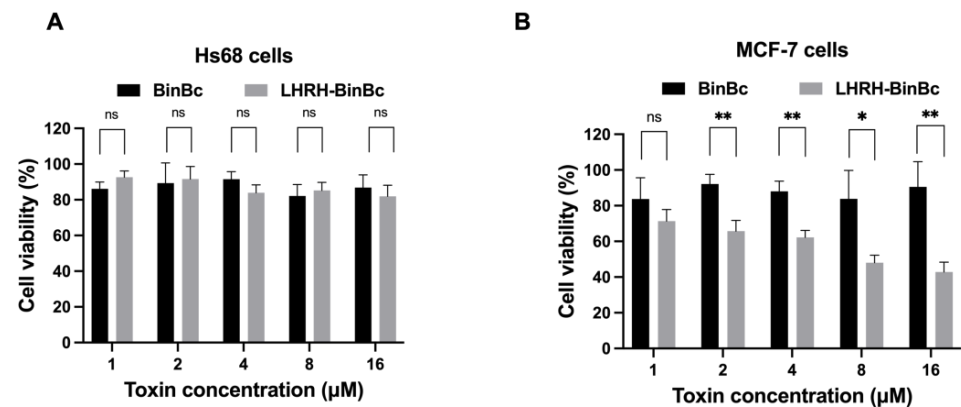 A
Hs68 cells
BinBc LHRH-BinBc
ns ns ns ns ns
120
100
80
60
40
20
0
Cell viability (%)
1 2 4 8 16
Toxin concentration (µM)
B
MCF-7 cells
BinBc LHRH-BinBc
ns ** ** * **
120
100
80
60
40
20
0
Cell viability (%)
1 2 4 8 16
Toxin concentration (µM)